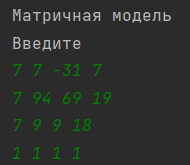 Матричная модель
Введите
7 7 -31 7
7 94 69 19
7 9 9 18
1 1 1 1